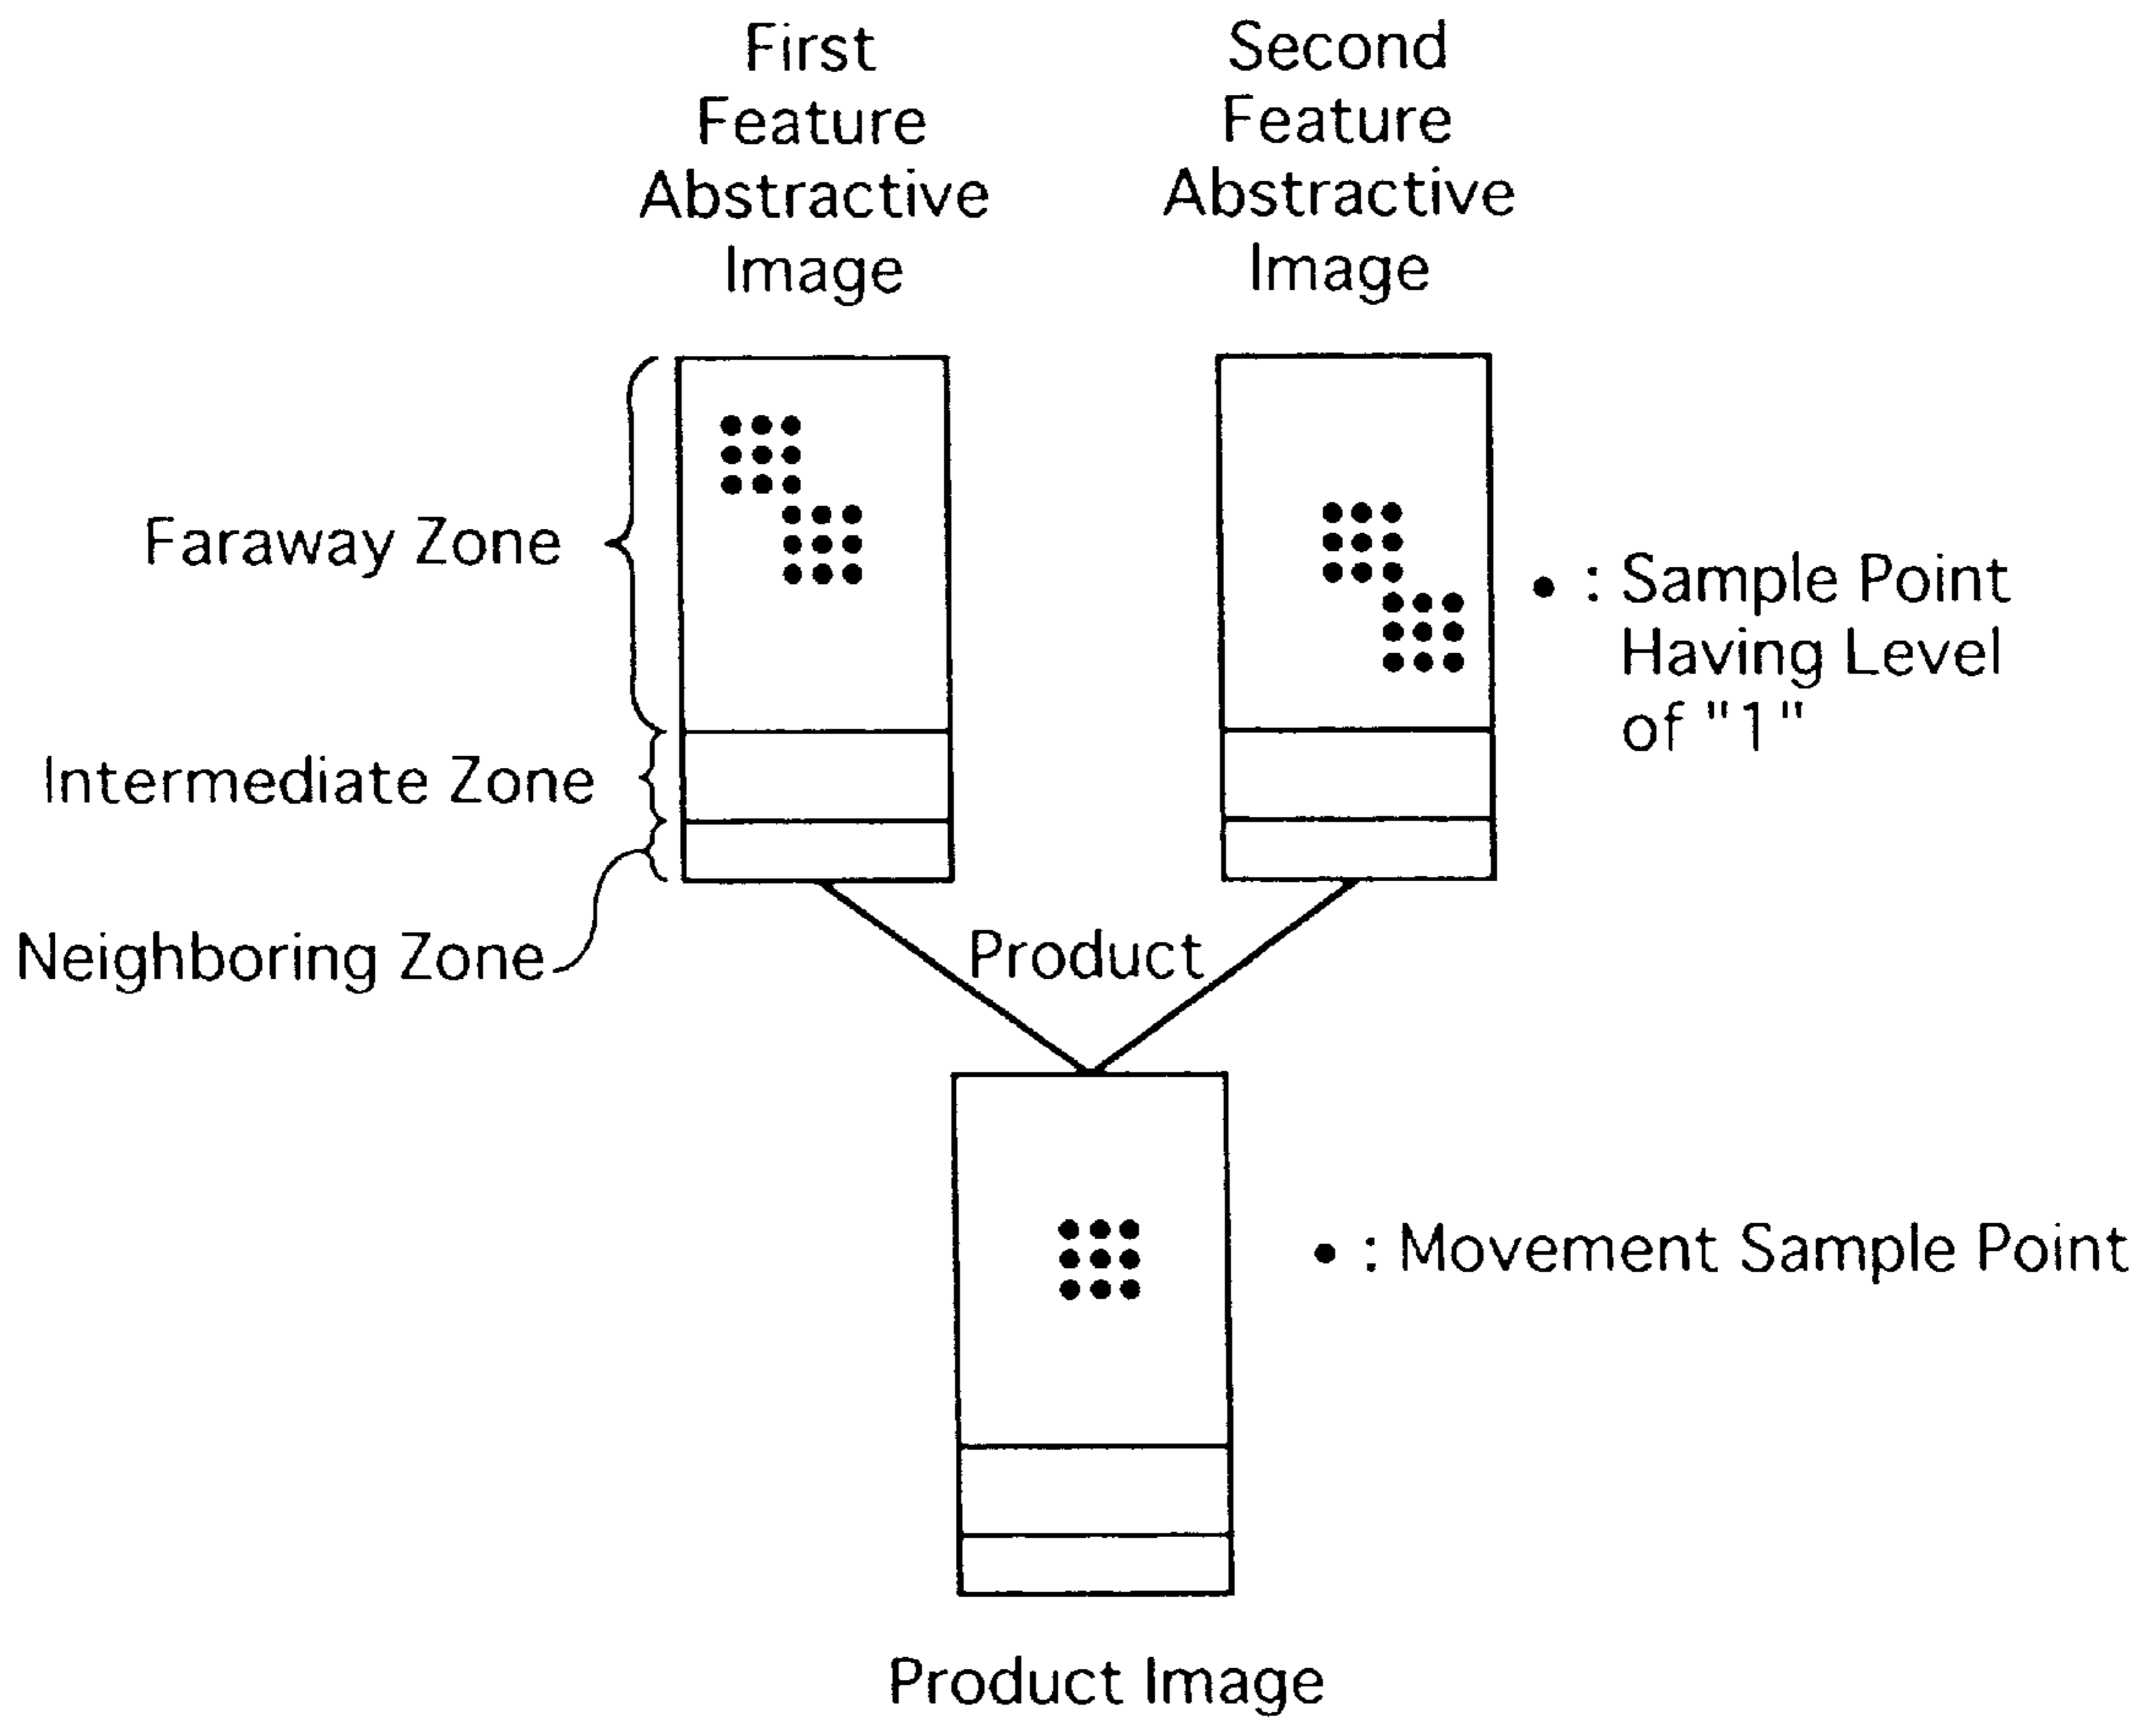 First
Feature
Abstractive
Image
Second
Feature
Abstractive
Image
Faraway Zone
Intermediate Zone
Neighboring Zone
: Sample Point
Having Level
of "1"
Product
: Movement Sample Point
Product Image